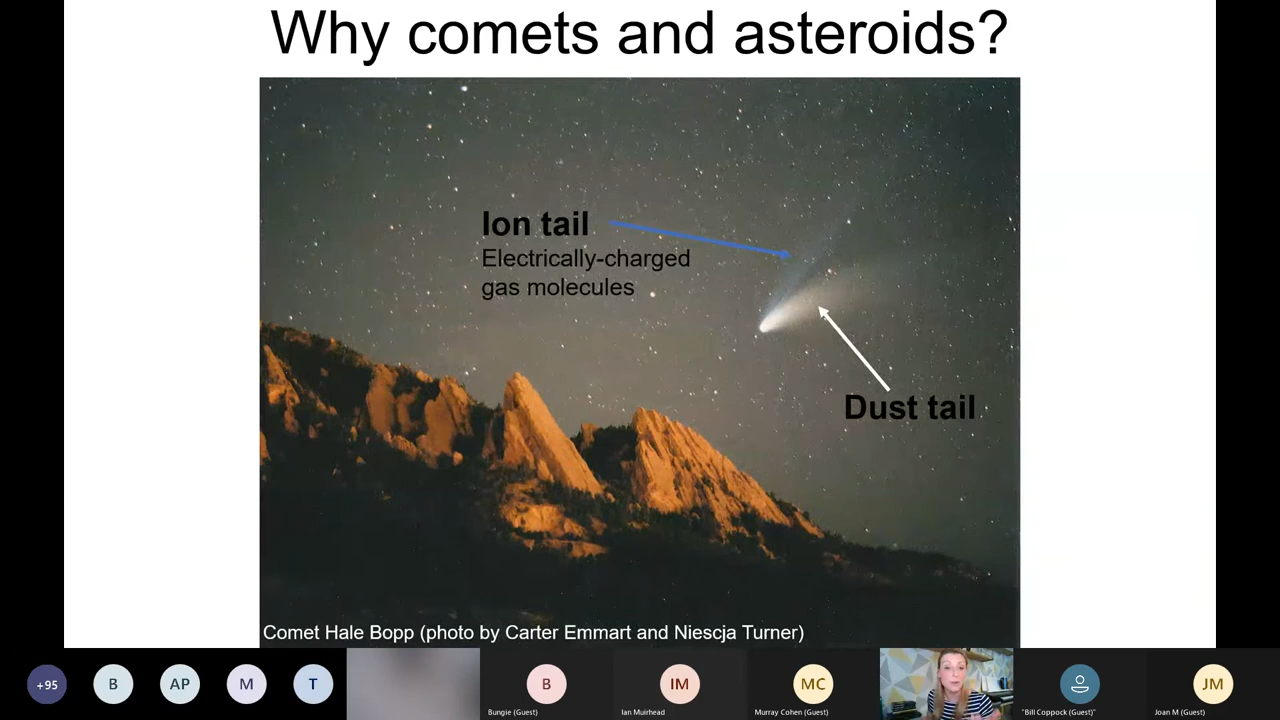 Why comets and asteroids?
Ion tail
Electrically-charged
gas molecules
Dust tail
Comet Hale Bopp (photo by Carter Emmart and Niescja Turner)
+95
B
AP
M
T
B
IM
MC
JM
Bungie (Guest)
Ian Muirhead
Murray Cohen (Guest)
"Bill Coppock (Guest)"
Joan M (Guest)